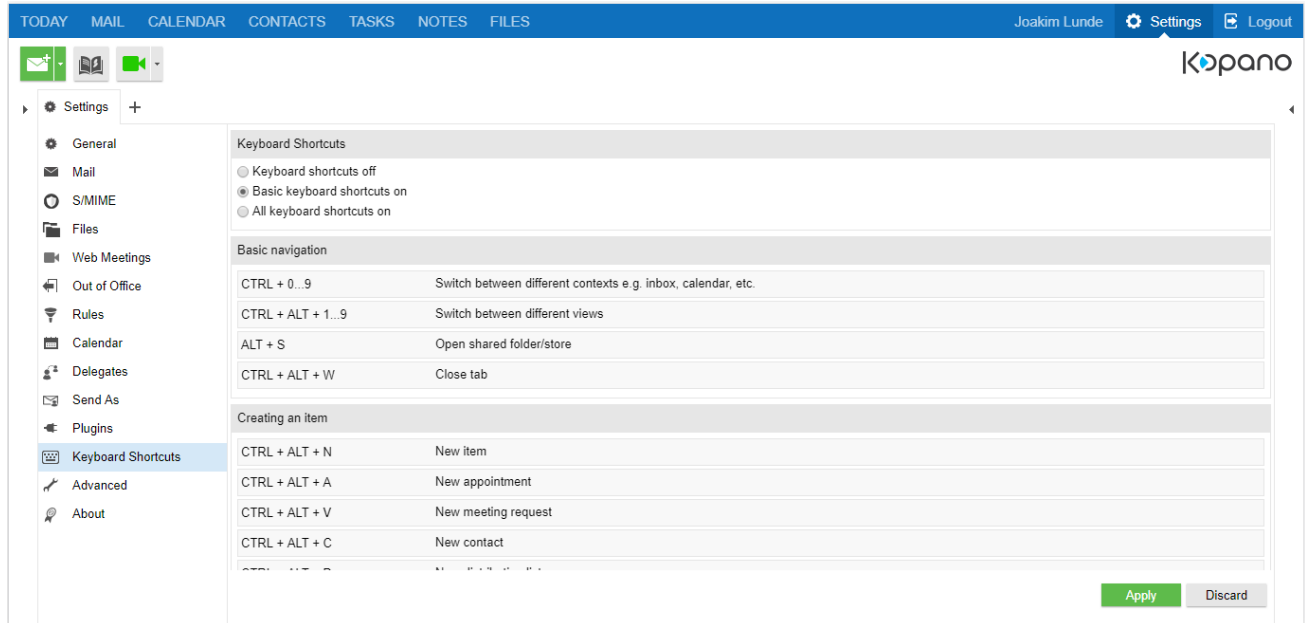 TODAY MAIL CALENDAR CONTACTS TASKS NOTES FILES Joakim Lunde Settings Logout
kopano
Settings
General
Mail
S/MIME
Files
Web Meetings
Out of Office
Rules
Calendar
Delegates
Send As
Plugins
Keyboard Shortcuts
Advanced
About
Keyboard Shortcuts
Keyboard shortcuts off
Basic keyboard shortcuts on
All keyboard shortcuts on
Basic navigation
CTRL + 0...9 Switch between different contexts e.g. inbox, calendar, etc.
CTRL + ALT + 1...9 Switch between different views
ALT + S Open shared folder/store
CTRL + ALT + W Close tab
Creating an item
CTRL + ALT + N New item
CTRL + ALT + A New appointment
CTRL + ALT + V New meeting request
CTRL + ALT + C New contact
Apply Discard